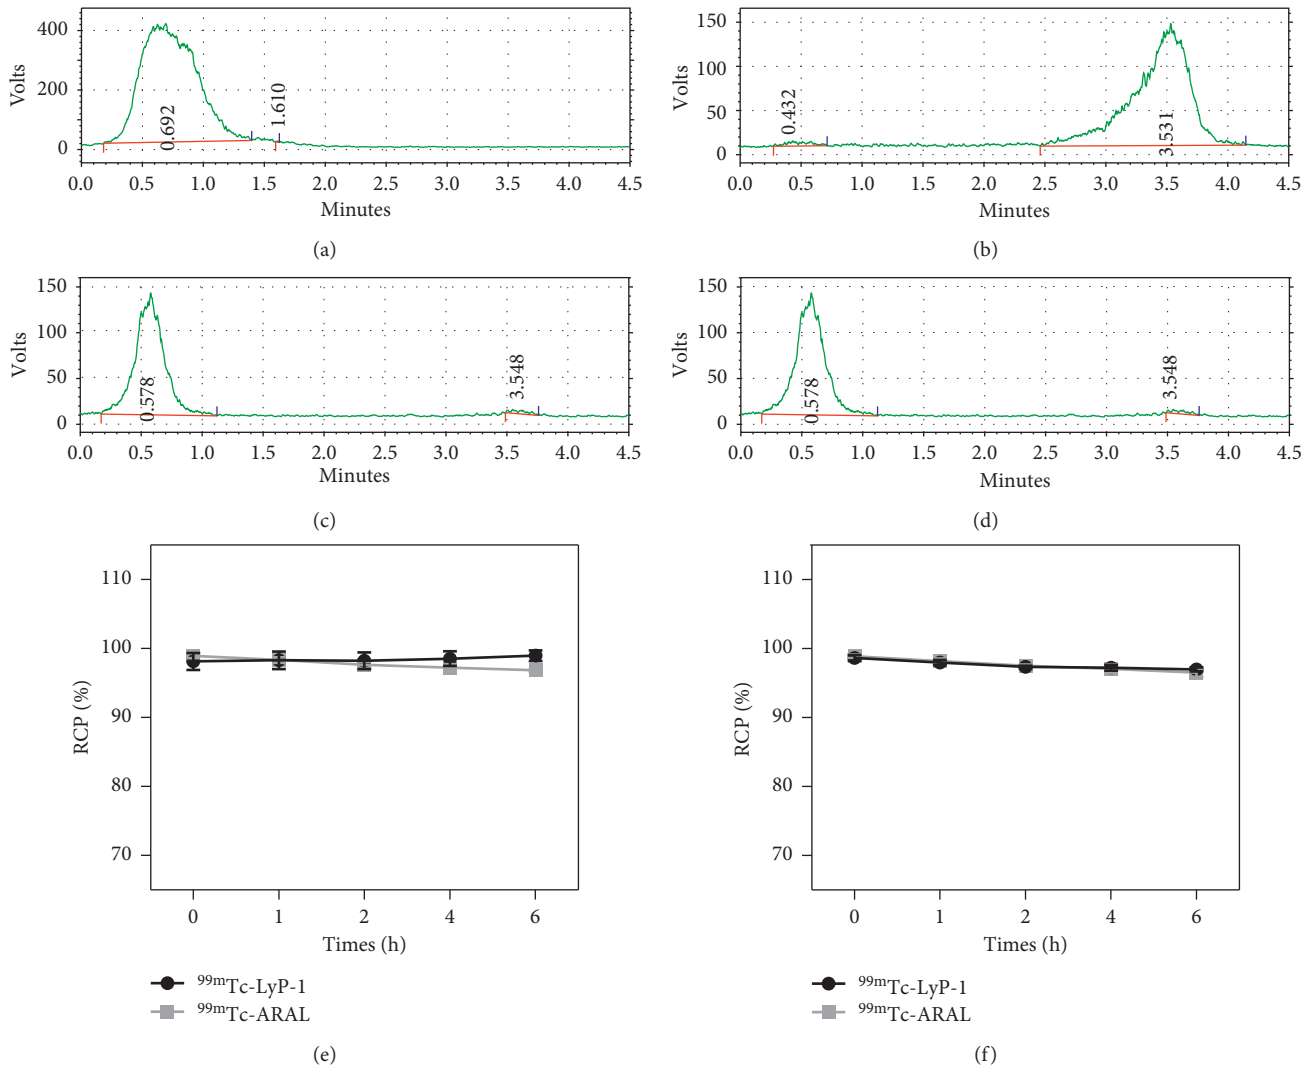 400
200
0
Volts
0.692
1.610
0.0 0.5 1.0 1.5 2.0 2.5 3.0 3.5 4.0 4.5
Minutes
(a)
150
100
50
0
Volts
0.432
3.531
0.0 0.5 1.0 1.5 2.0 2.5 3.0 3.5 4.0 4.5
Minutes
(b)
150
100
50
0
Volts
0.578
3.548
0.0 0.5 1.0 1.5 2.0 2.5 3.0 3.5 4.0 4.5
Minutes
(c)
150
100
50
0
Volts
0.578
3.548
0.0 0.5 1.0 1.5 2.0 2.5 3.0 3.5 4.0 4.5
Minutes
(d)
110
100
90
80
70
RCP (%)
0 1 2 4 6
Times (h)
⁹⁹ᵐTc-LyP-1
⁹⁹ᵐTc-ARAL
(e)
110
100
90
80
70
RCP (%)
0 1 2 4 6
Times (h)
⁹⁹ᵐTc-LyP-1
⁹⁹ᵐTc-ARAL
(f)